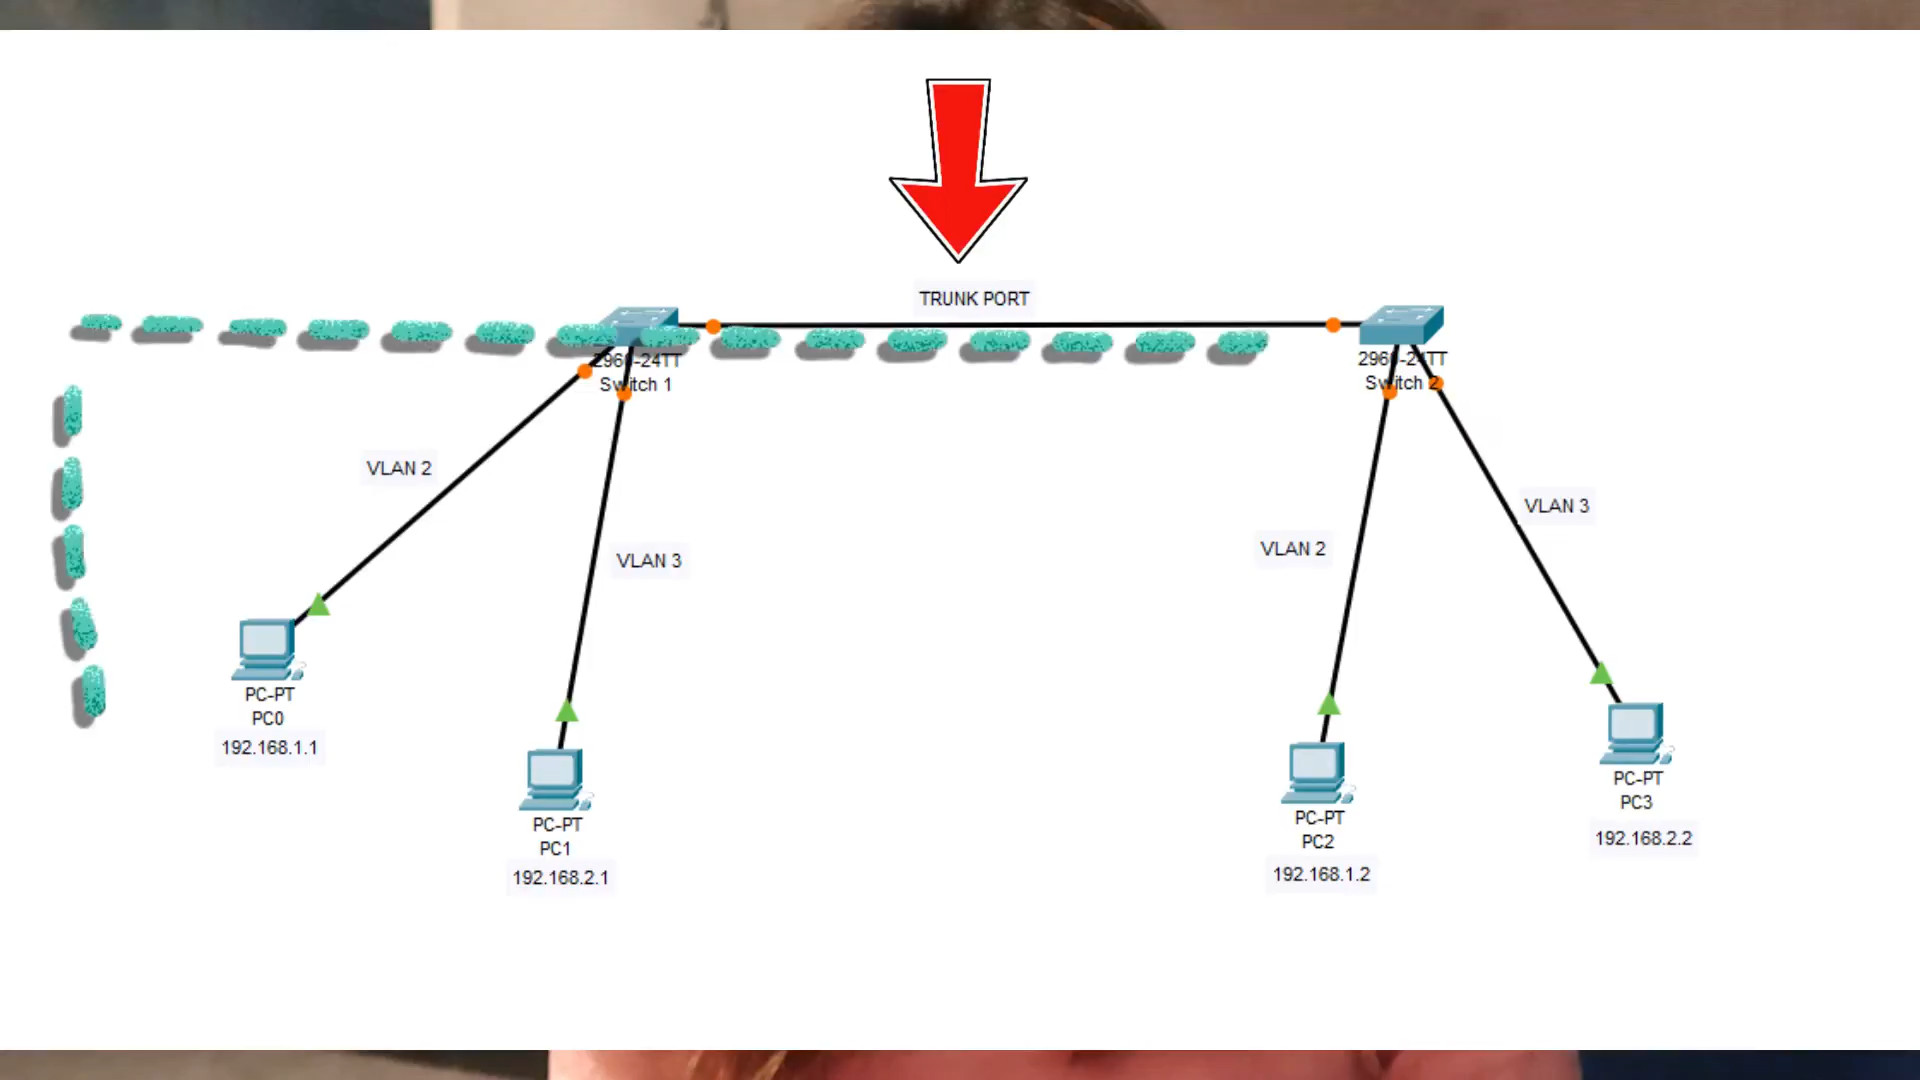 TRUNK PORT
2960-24TT
Switch 1
2960-24TT
Switch 2
VLAN 2
VLAN 3
VLAN 2
VLAN 3
PC-PT
PC0
192.168.1.1
PC-PT
PC1
192.168.2.1
PC-PT
PC2
192.168.1.2
PC-PT
PC3
192.168.2.2